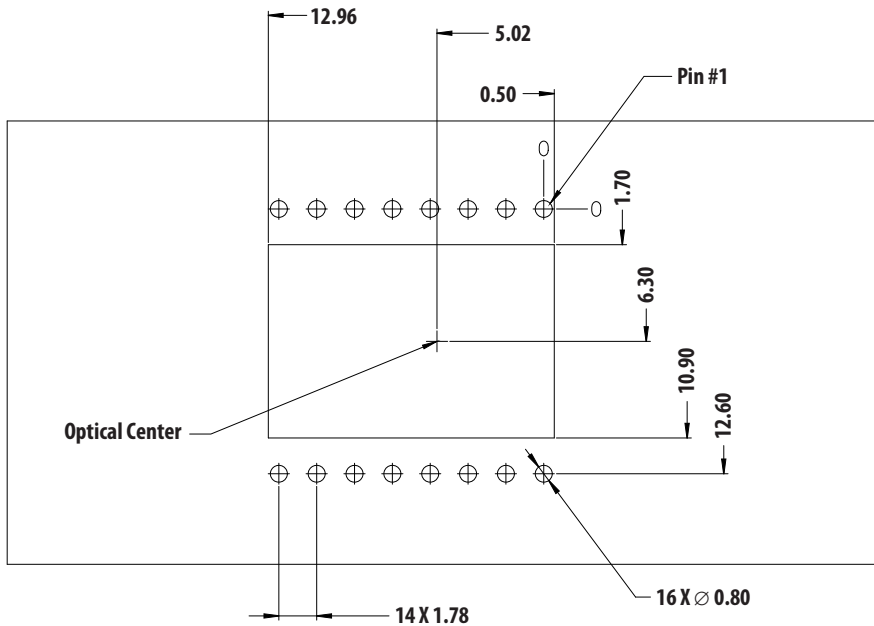 12.96
5.02
Pin #1
0.50
0
0
1.70
6.30
Optical Center
10.90
12.60
16 X ∅ 0.80
14 X 1.78